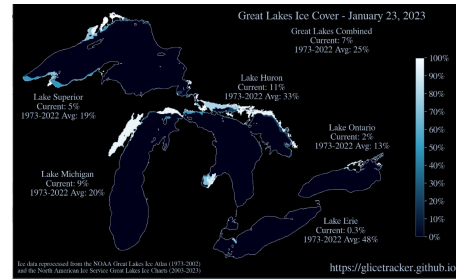 Great Lakes Ice Cover - January 23, 2023
Great Lakes Combined
Current: 7%
1973-2022 Avg: 25%
Lake Huron
Current: 11%
1973-2022 Avg: 33%
Lake Superior
Current: 5%
1973-2022 Avg: 19%
Lake Ontario
Current: 2%
1973-2022 Avg: 13%
Lake Michigan
Current: 9%
1973-2022 Avg: 20%
Lake Erie
Current: 0.3%
1973-2022 Avg: 48%
100%
90%
80%
70%
60%
50%
40%
30%
20%
10%
0%
Ice data reprocessed from the NOAA Great Lakes Ice Atlas (1973-2002)
and the North American Ice Service Great Lakes Ice Charts (2003-2023)
https://glicetracker.github.io